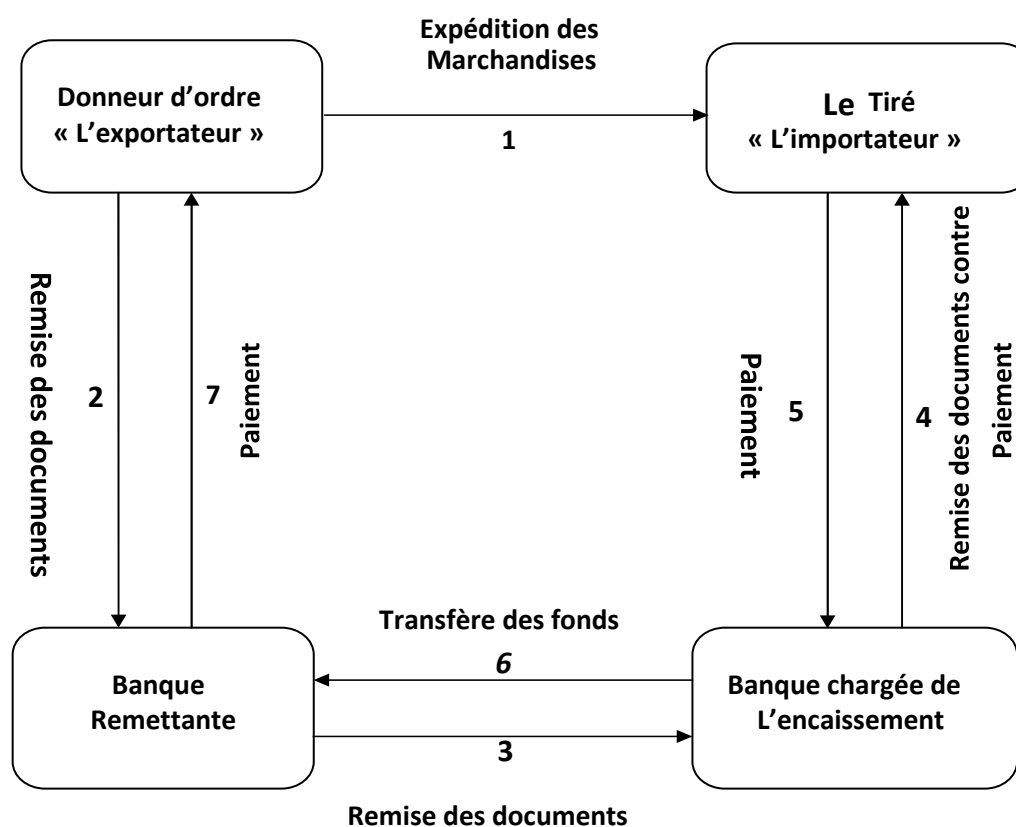 Expédition des
Marchandises
Donneur d'ordre
« L'exportateur »
1
Le Tiré
« L'importateur »
Remise des documents
2
7
Paiement
Paiement
5
4
Remise des documents contre
Paiement
Transfère des fonds
6
Banque
Remettante
Banque chargée de
L'encaissement
3
Remise des documents